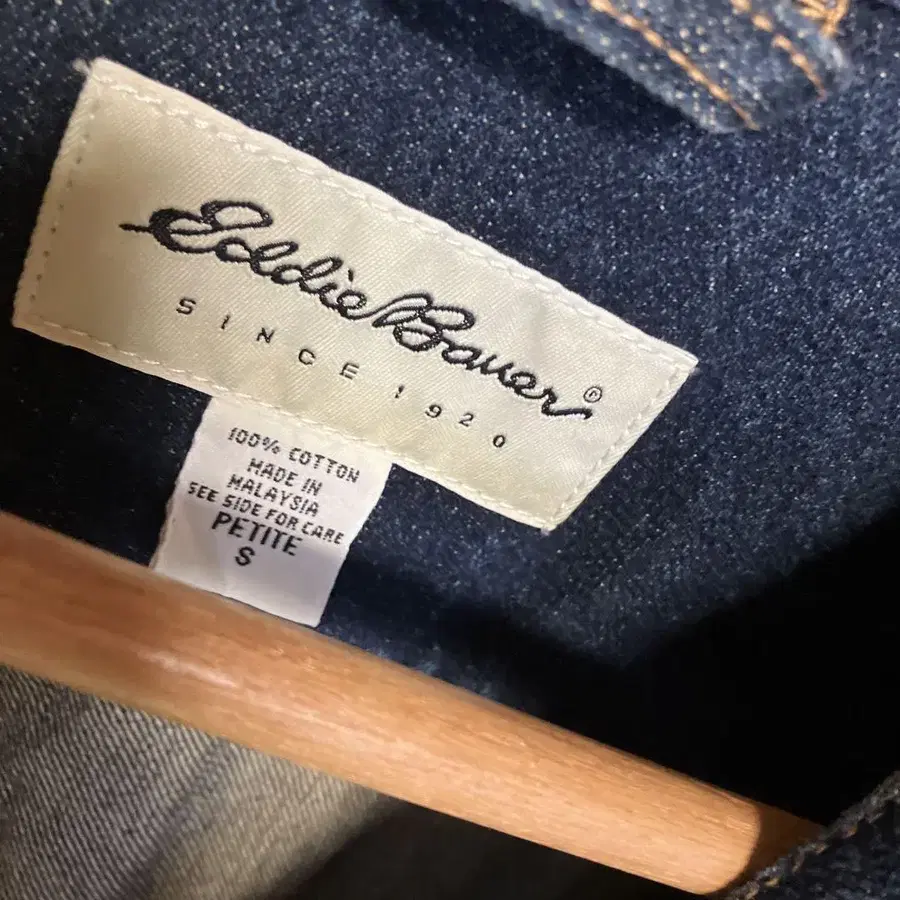 Eddie Bauer®
SINCE 1920
100% COTTON
MADE IN
MALAYSIA
SEE SIDE FOR CARE
PETITE
S